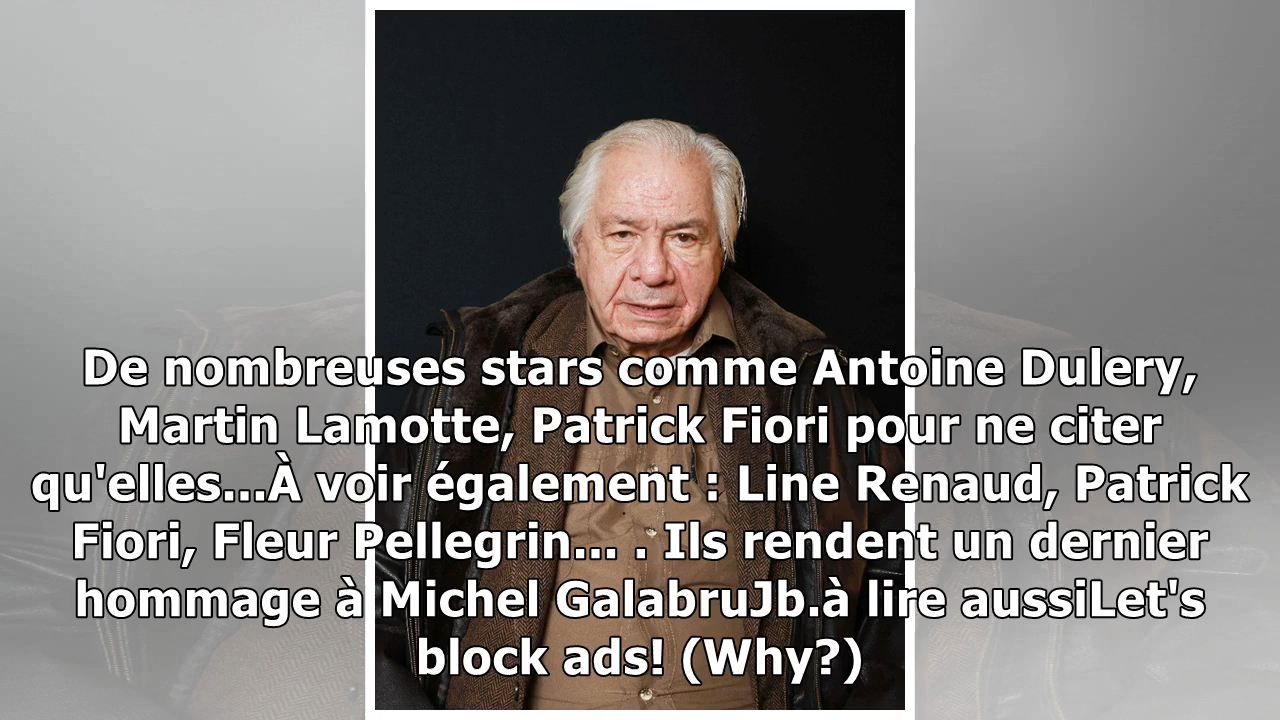 De nombreuses stars comme Antoine Dulery,
Martin Lamotte, Patrick Fiori pour ne citer
qu'elles...À voir également : Line Renaud, Patrick
Fiori, Fleur Pellegrin... . Ils rendent un dernier
hommage à Michel GalabruJb.à lire aussiLet's
block ads! (Why?)